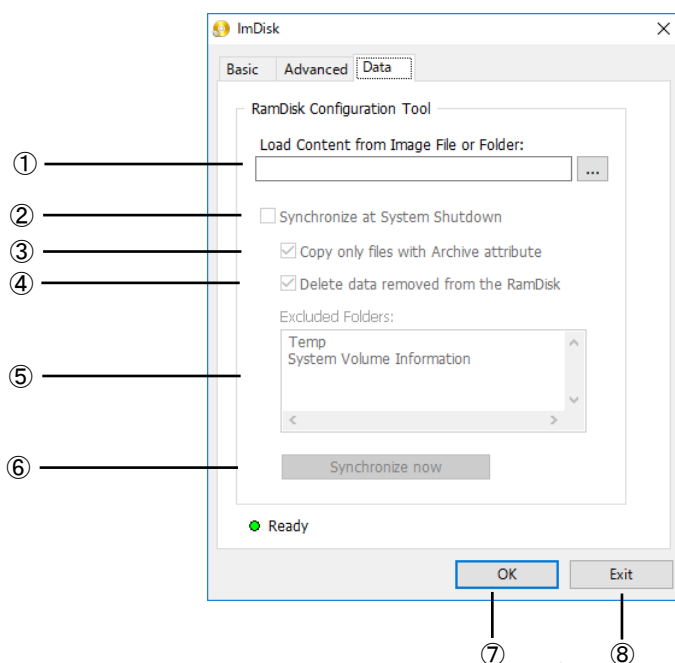 ImDisk
Basic Advanced Data
RamDisk Configuration Tool
Load Content from Image File or Folder:
① ...
② Synchronize at System Shutdown
③ Copy only files with Archive attribute
④ Delete data removed from the RamDisk
Excluded Folders:
Temp
System Volume Information
⑤
⑥ Synchronize now
Ready
OK Exit
⑦ ⑧